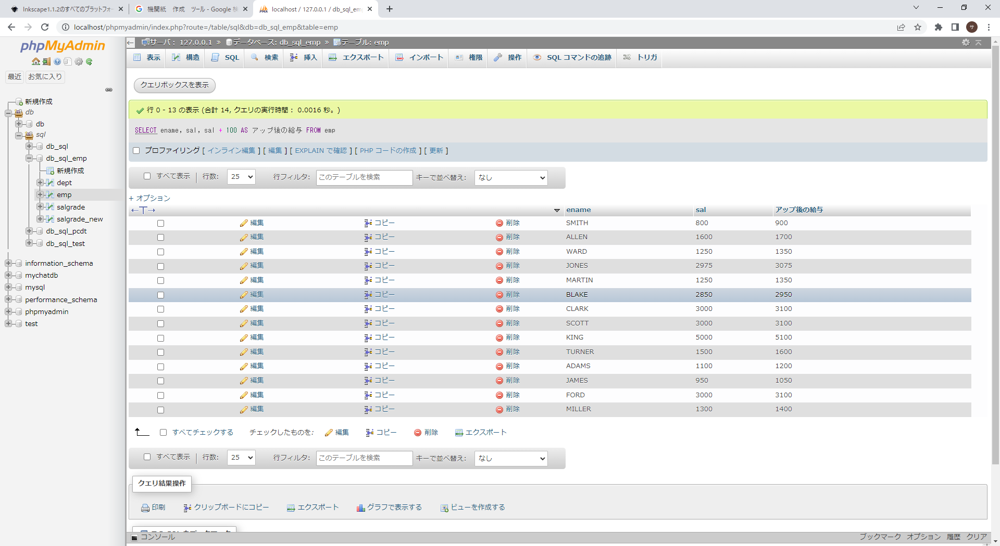 Inkscape1.1.2のすべてのプラットフォー
機関紙　作成　ツール - Google 検
localhost / 127.0.0.1 / db_sql_em
localhost/phpmyadmin/index.php?route=/table/sql&db=db_sql_emp&table=emp
サ
phpMyAdmin
最近 お気に入り
新規作成
db
db
sql
db_sql
db_sql_emp
新規作成
dept
emp
salgrade
salgrade_new
db_sql_pcdt
db_sql_test
information_schema
mychatdb
mysql
performance_schema
phpmyadmin
test
サーバ： 127.0.0.1 » データベース: db_sql_emp » テーブル: emp
表示 構造 SQL 検索 挿入 エクスポート インポート 権限 操作 SQL コマンドの追跡 トリガ
クエリボックスを表示
行 0 - 13 の表示 (合計 14, クエリの実行時間： 0.0016 秒。)
SELECT ename, sal, sal + 100 AS アップ後の給与 FROM emp
プロファイリング [ インライン編集 ] [ 編集 ] [ EXPLAIN で確認 ] [ PHP コードの作成 ] [ 更新 ]
すべて表示 | 行数: 25 行フィルタ: このテーブルを検索 キーで並べ替え: なし
+ オプション
←T→ ename sal アップ後の給与
編集 コピー 削除 SMITH 800 900
編集 コピー 削除 ALLEN 1600 1700
編集 コピー 削除 WARD 1250 1350
編集 コピー 削除 JONES 2975 3075
編集 コピー 削除 MARTIN 1250 1350
編集 コピー 削除 BLAKE 2850 2950
編集 コピー 削除 CLARK 3000 3100
編集 コピー 削除 SCOTT 3000 3100
編集 コピー 削除 KING 5000 5100
編集 コピー 削除 TURNER 1500 1600
編集 コピー 削除 ADAMS 1100 1200
編集 コピー 削除 JAMES 950 1050
編集 コピー 削除 FORD 3000 3100
編集 コピー 削除 MILLER 1300 1400
すべてチェックする チェックしたものを: 編集 コピー 削除 エクスポート
すべて表示 | 行数: 25 行フィルタ: このテーブルを検索 キーで並べ替え: なし
クエリ結果操作
印刷 クリップボードにコピー エクスポート グラフで表示する ビューを作成する
コンソール ブックマーク オプション 履歴 クリア